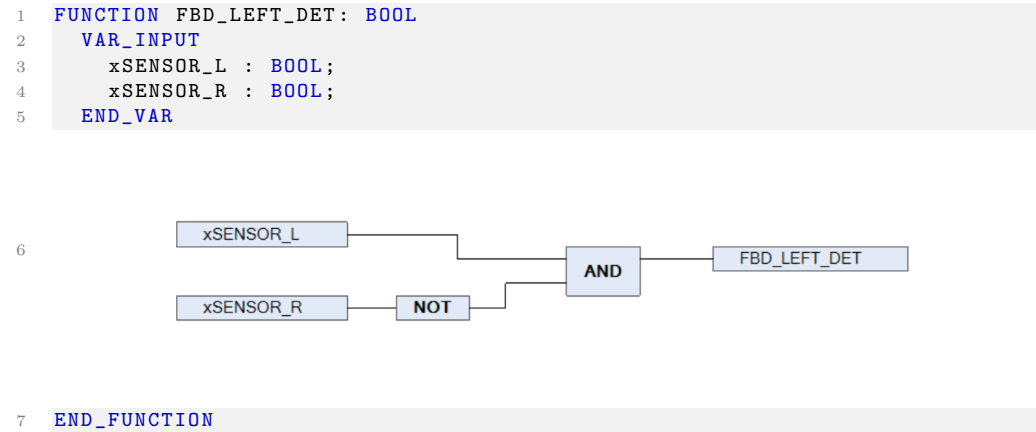 1 FUNCTION FBD_LEFT_DET: BOOL
2 VAR_INPUT
3 xSENSOR_L : BOOL;
4 xSENSOR_R : BOOL;
5 END_VAR
xSENSOR_L
6 AND FBD_LEFT_DET
xSENSOR_R NOT
7 END_FUNCTION